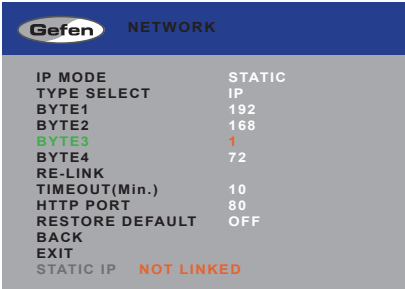 Gefen NETWORK
IP MODE STATIC
TYPE SELECT IP
BYTE1 192
BYTE2 168
BYTE3 1
BYTE4 72
RE-LINK
TIMEOUT(Min.) 10
HTTP PORT 80
RESTORE DEFAULT OFF
BACK
EXIT
STATIC IP NOT LINKED